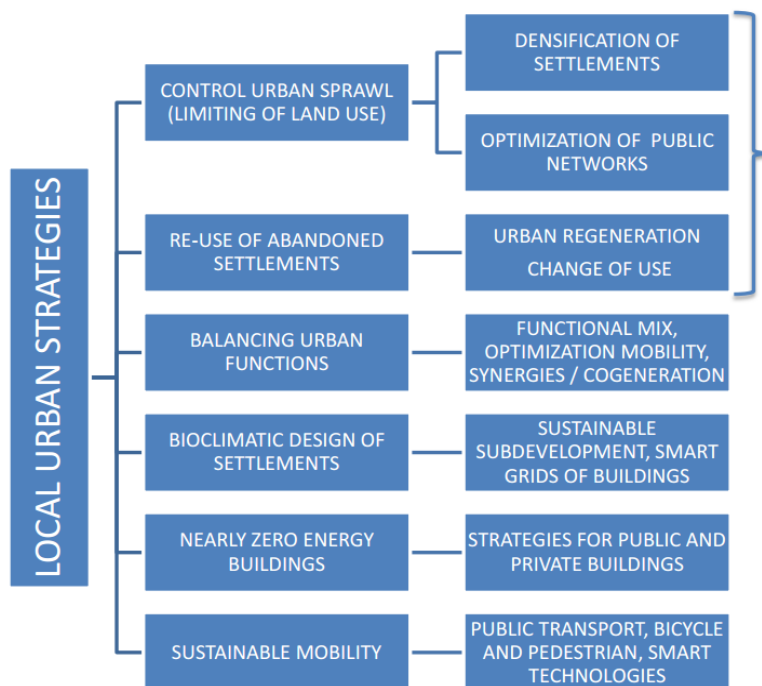 LOCAL URBAN STRATEGIES
CONTROL URBAN SPRAWL
(LIMITING OF LAND USE)
DENSIFICATION OF
SETTLEMENTS
OPTIMIZATION OF PUBLIC
NETWORKS
RE-USE OF ABANDONED
SETTLEMENTS
URBAN REGENERATION
CHANGE OF USE
BALANCING URBAN
FUNCTIONS
FUNCTIONAL MIX,
OPTIMIZATION MOBILITY,
SYNERGIES / COGENERATION
BIOCLIMATIC DESIGN OF
SETTLEMENTS
SUSTAINABLE
SUBDEVELOPMENT, SMART
GRIDS OF BUILDINGS
NEARLY ZERO ENERGY
BUILDINGS
STRATEGIES FOR PUBLIC AND
PRIVATE BUILDINGS
SUSTAINABLE MOBILITY
PUBLIC TRANSPORT, BICYCLE
AND PEDESTRIAN, SMART
TECHNOLOGIES